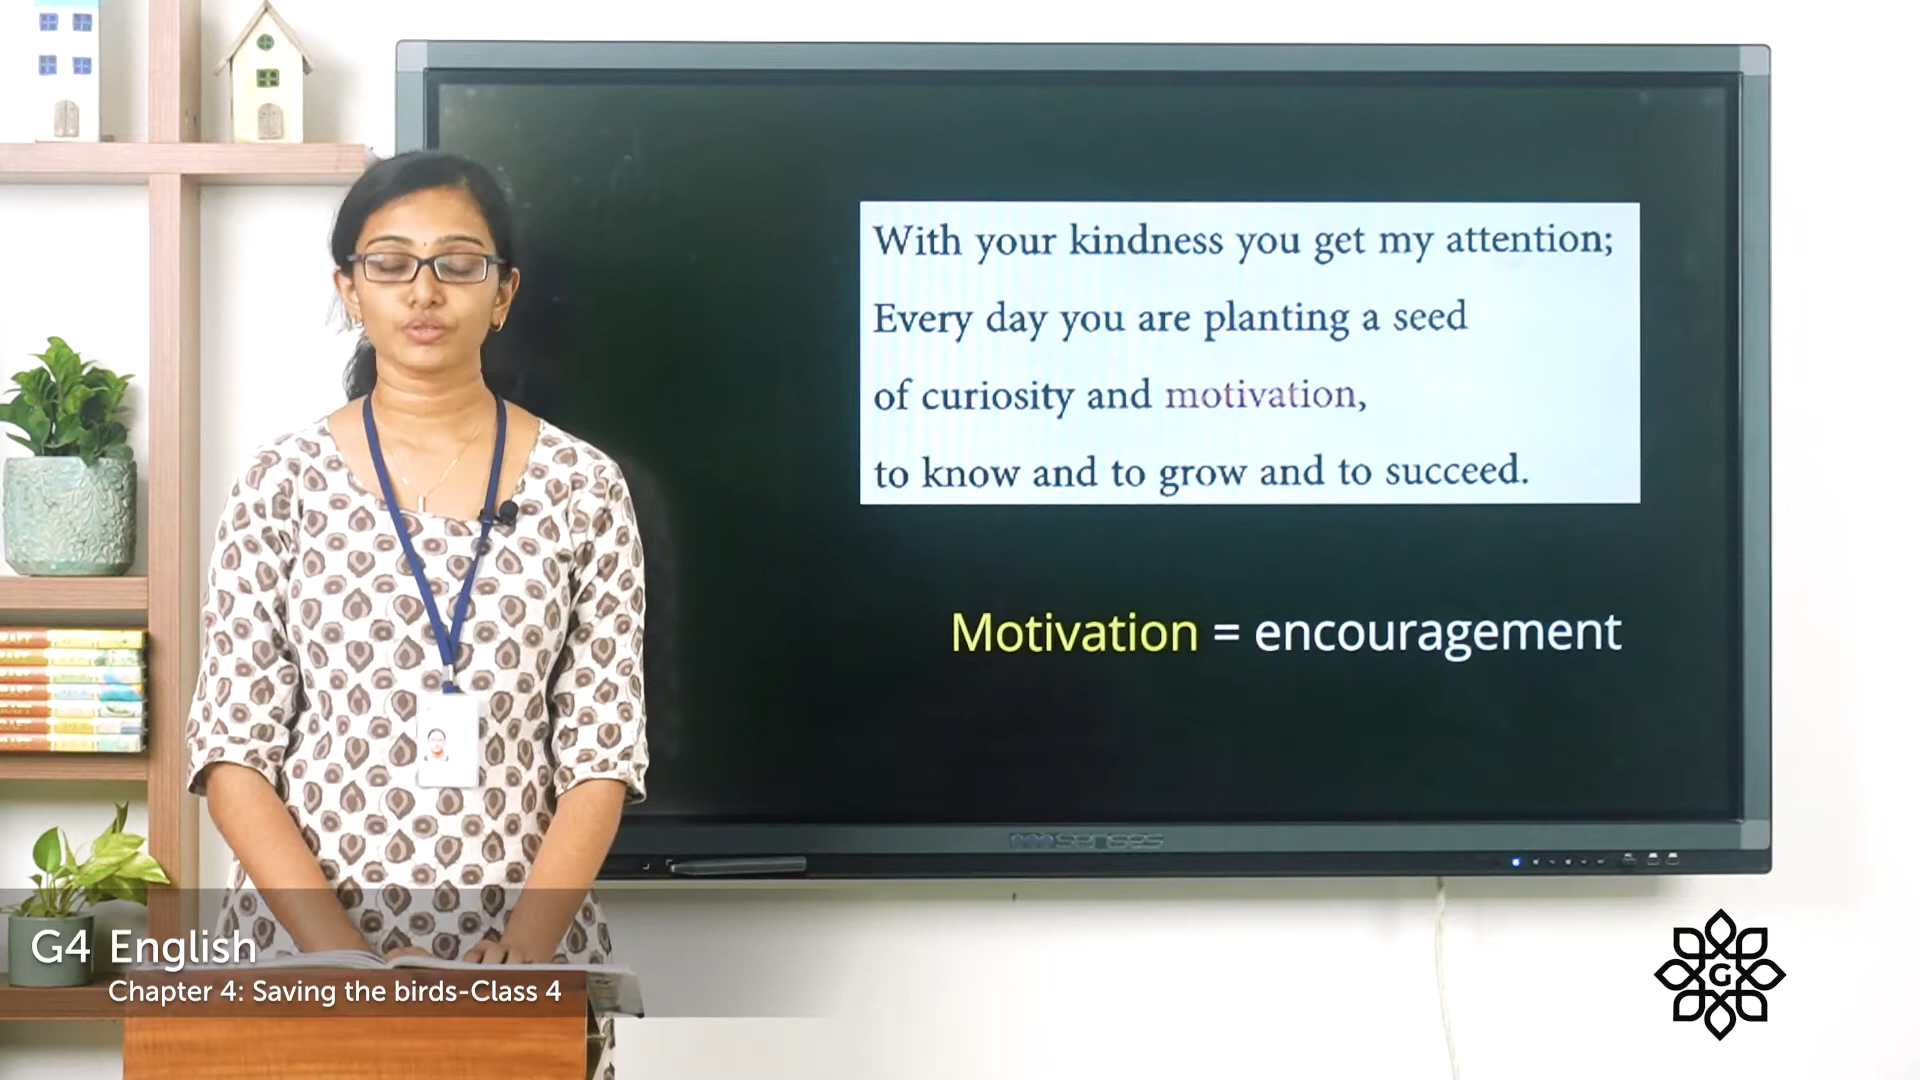 With your kindness you get my attention;
Every day you are planting a seed
of curiosity and motivation,
to know and to grow and to succeed.
Motivation = encouragement
senses
G4 English
Chapter 4: Saving the birds-Class 4
G